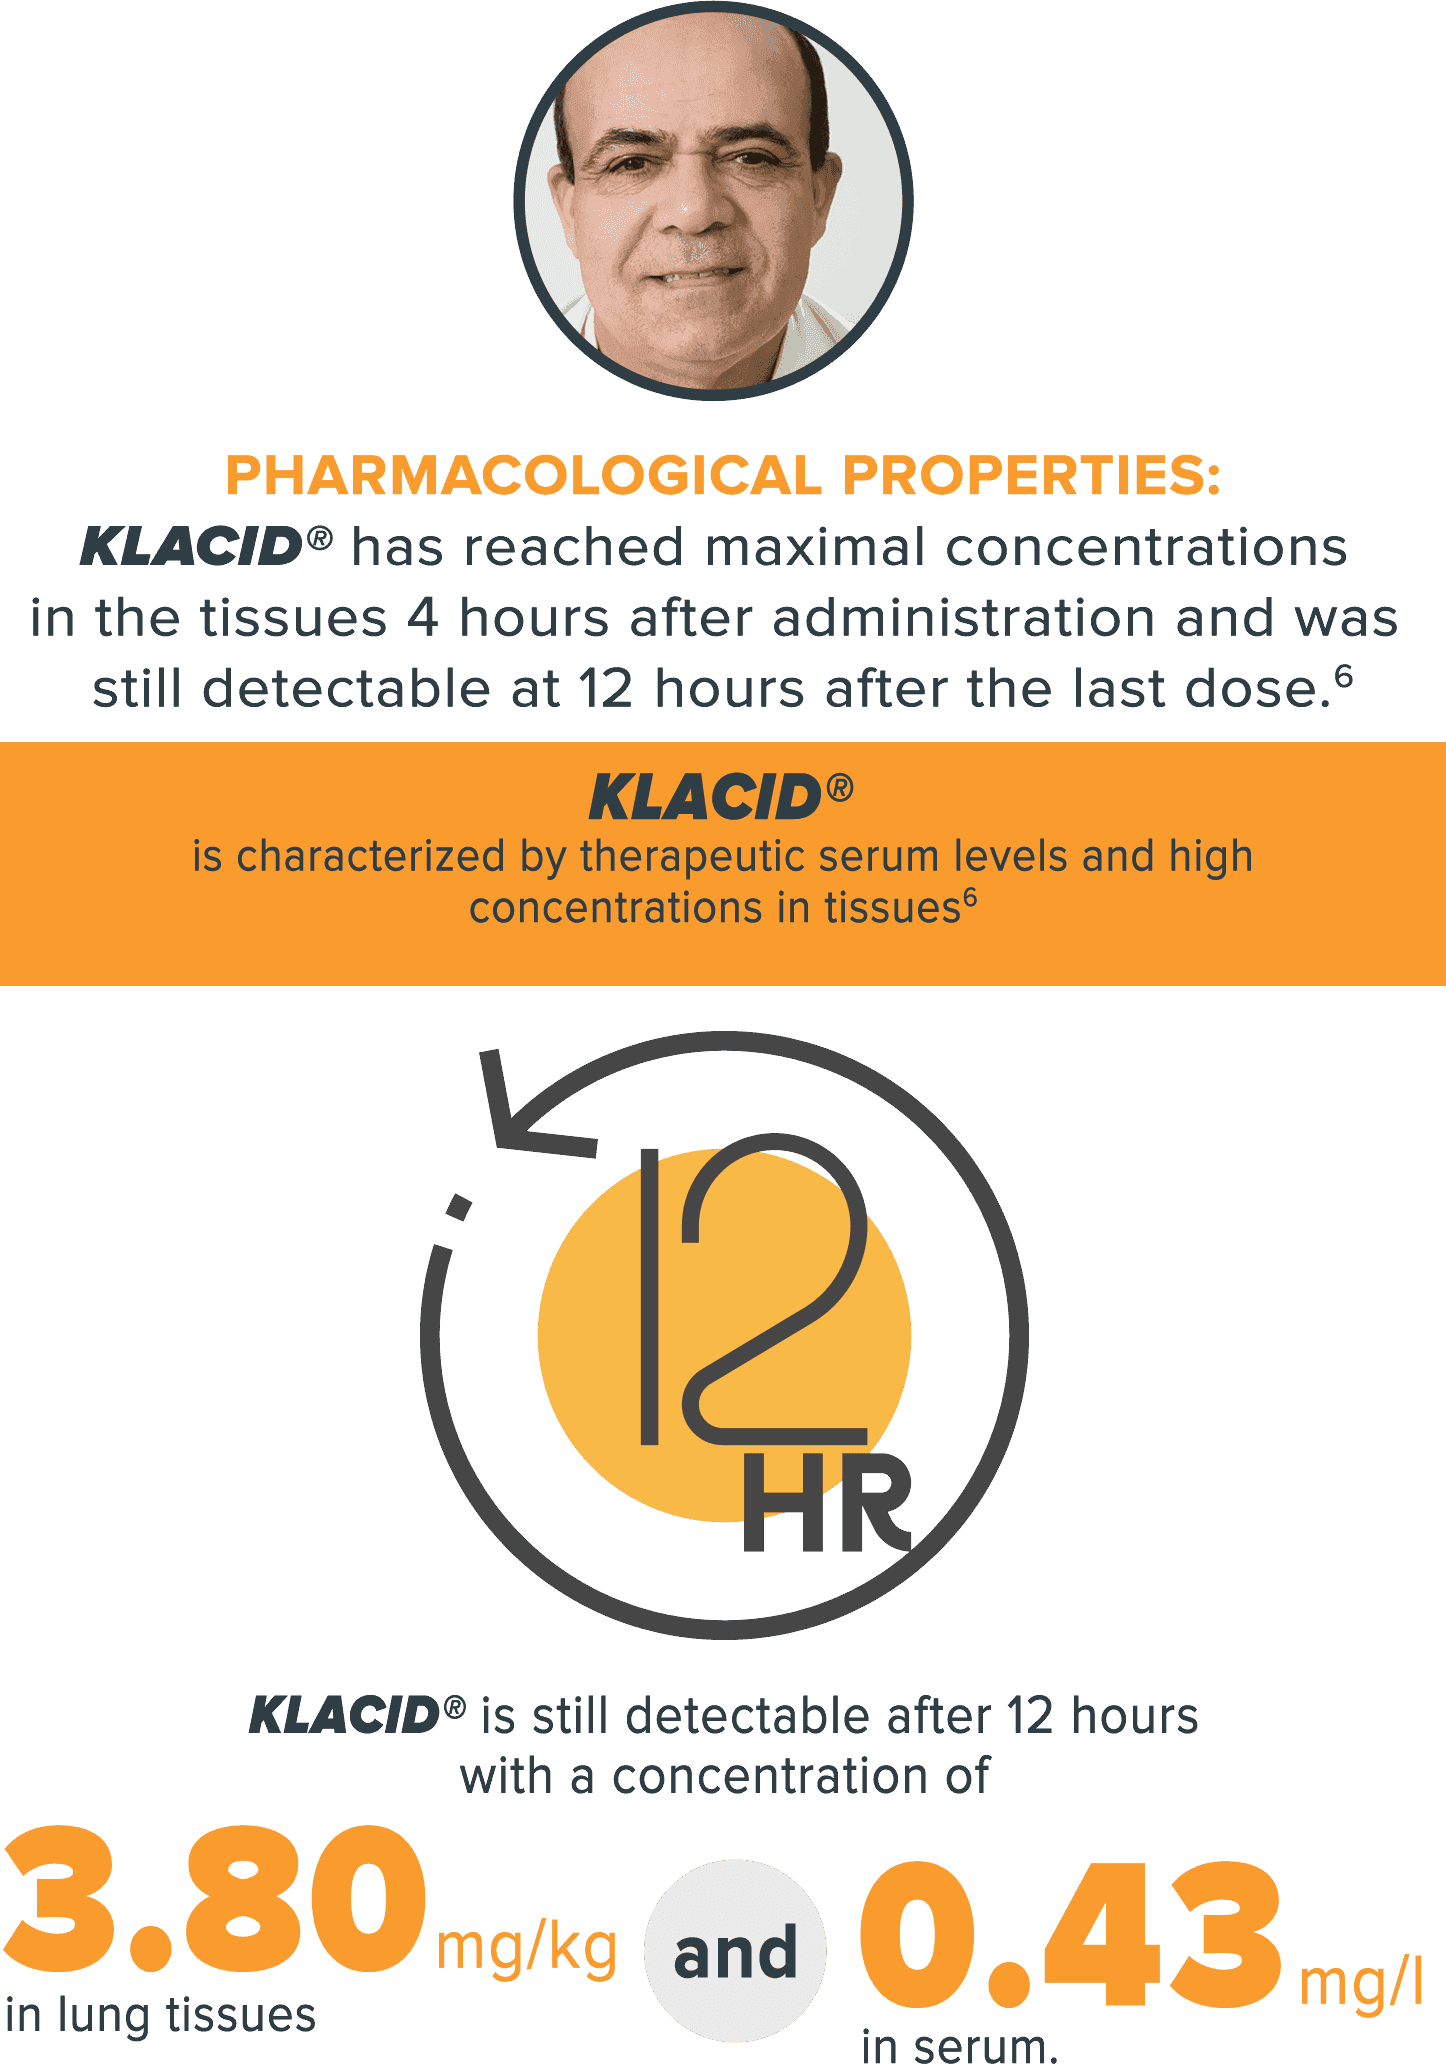 PHARMACOLOGICAL PROPERTIES:
KLACID® has reached maximal concentrations
in the tissues 4 hours after administration and was
still detectable at 12 hours after the last dose.⁶
KLACID®
is characterized by therapeutic serum levels and high
concentrations in tissues⁶
12
HR
KLACID® is still detectable after 12 hours
with a concentration of
3.80 mg/kg
in lung tissues
and
0.43 mg/l
in serum.